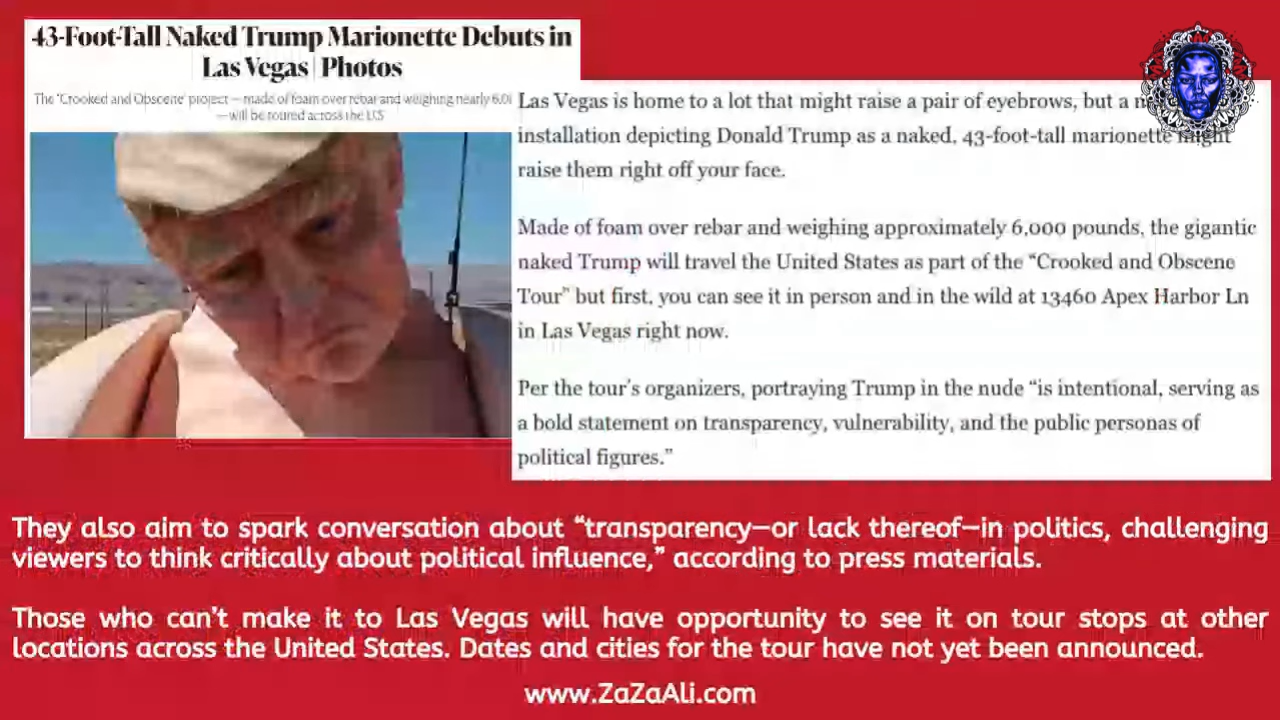 43-Foot-Tall Naked Trump Marionette Debuts in
Las Vegas | Photos
The 'Crooked and Obscene' project — made of foam over rebar and weighing nearly
— will be toured across the U.S
Las Vegas is home to a lot that might raise a pair of eyebrows, but a
installation depicting Donald Trump as a naked, 43-foot-tall marionette might
raise them right off your face.
Made of foam over rebar and weighing approximately 6,000 pounds, the gigantic
naked Trump will travel the United States as part of the “Crooked and Obscene
Tour” but first, you can see it in person and in the wild at 13460 Apex Harbor Ln
in Las Vegas right now.
Per the tour’s organizers, portraying Trump in the nude “is intentional, serving as
a bold statement on transparency, vulnerability, and the public personas of
political figures.”
They also aim to spark conversation about “transparency—or lack thereof—in politics, challenging
viewers to think critically about political influence,” according to press materials.
Those who can’t make it to Las Vegas will have opportunity to see it on tour stops at other
locations across the United States. Dates and cities for the tour have not yet been announced.
www.ZaZaAli.com